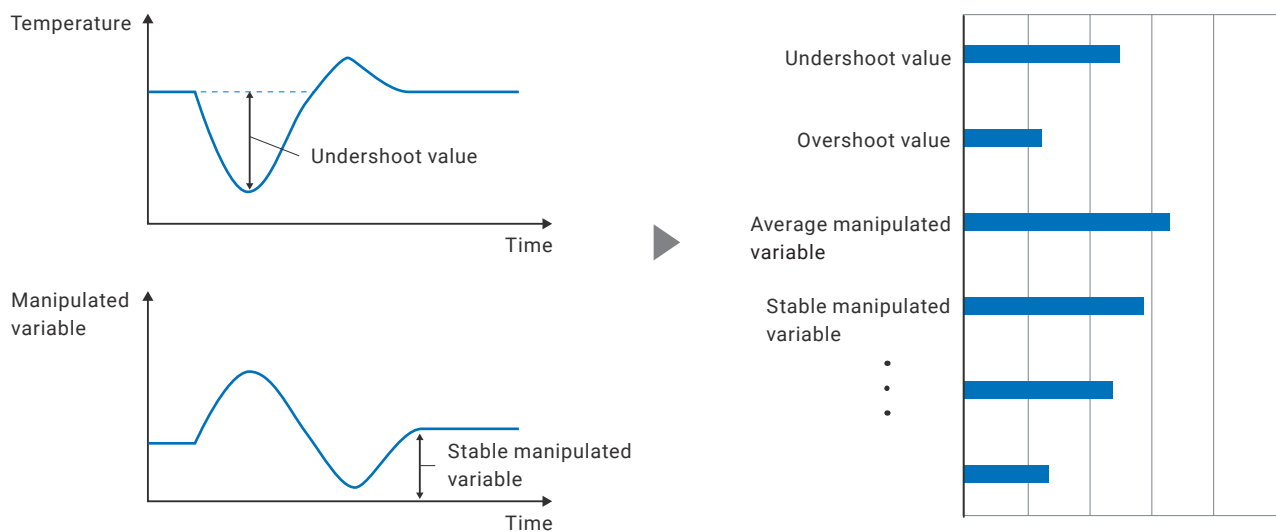 Temperature
Undershoot value
Time
Manipulated
variable
Stable manipulated
variable
Time
Undershoot value
Overshoot value
Average manipulated
variable
Stable manipulated
variable